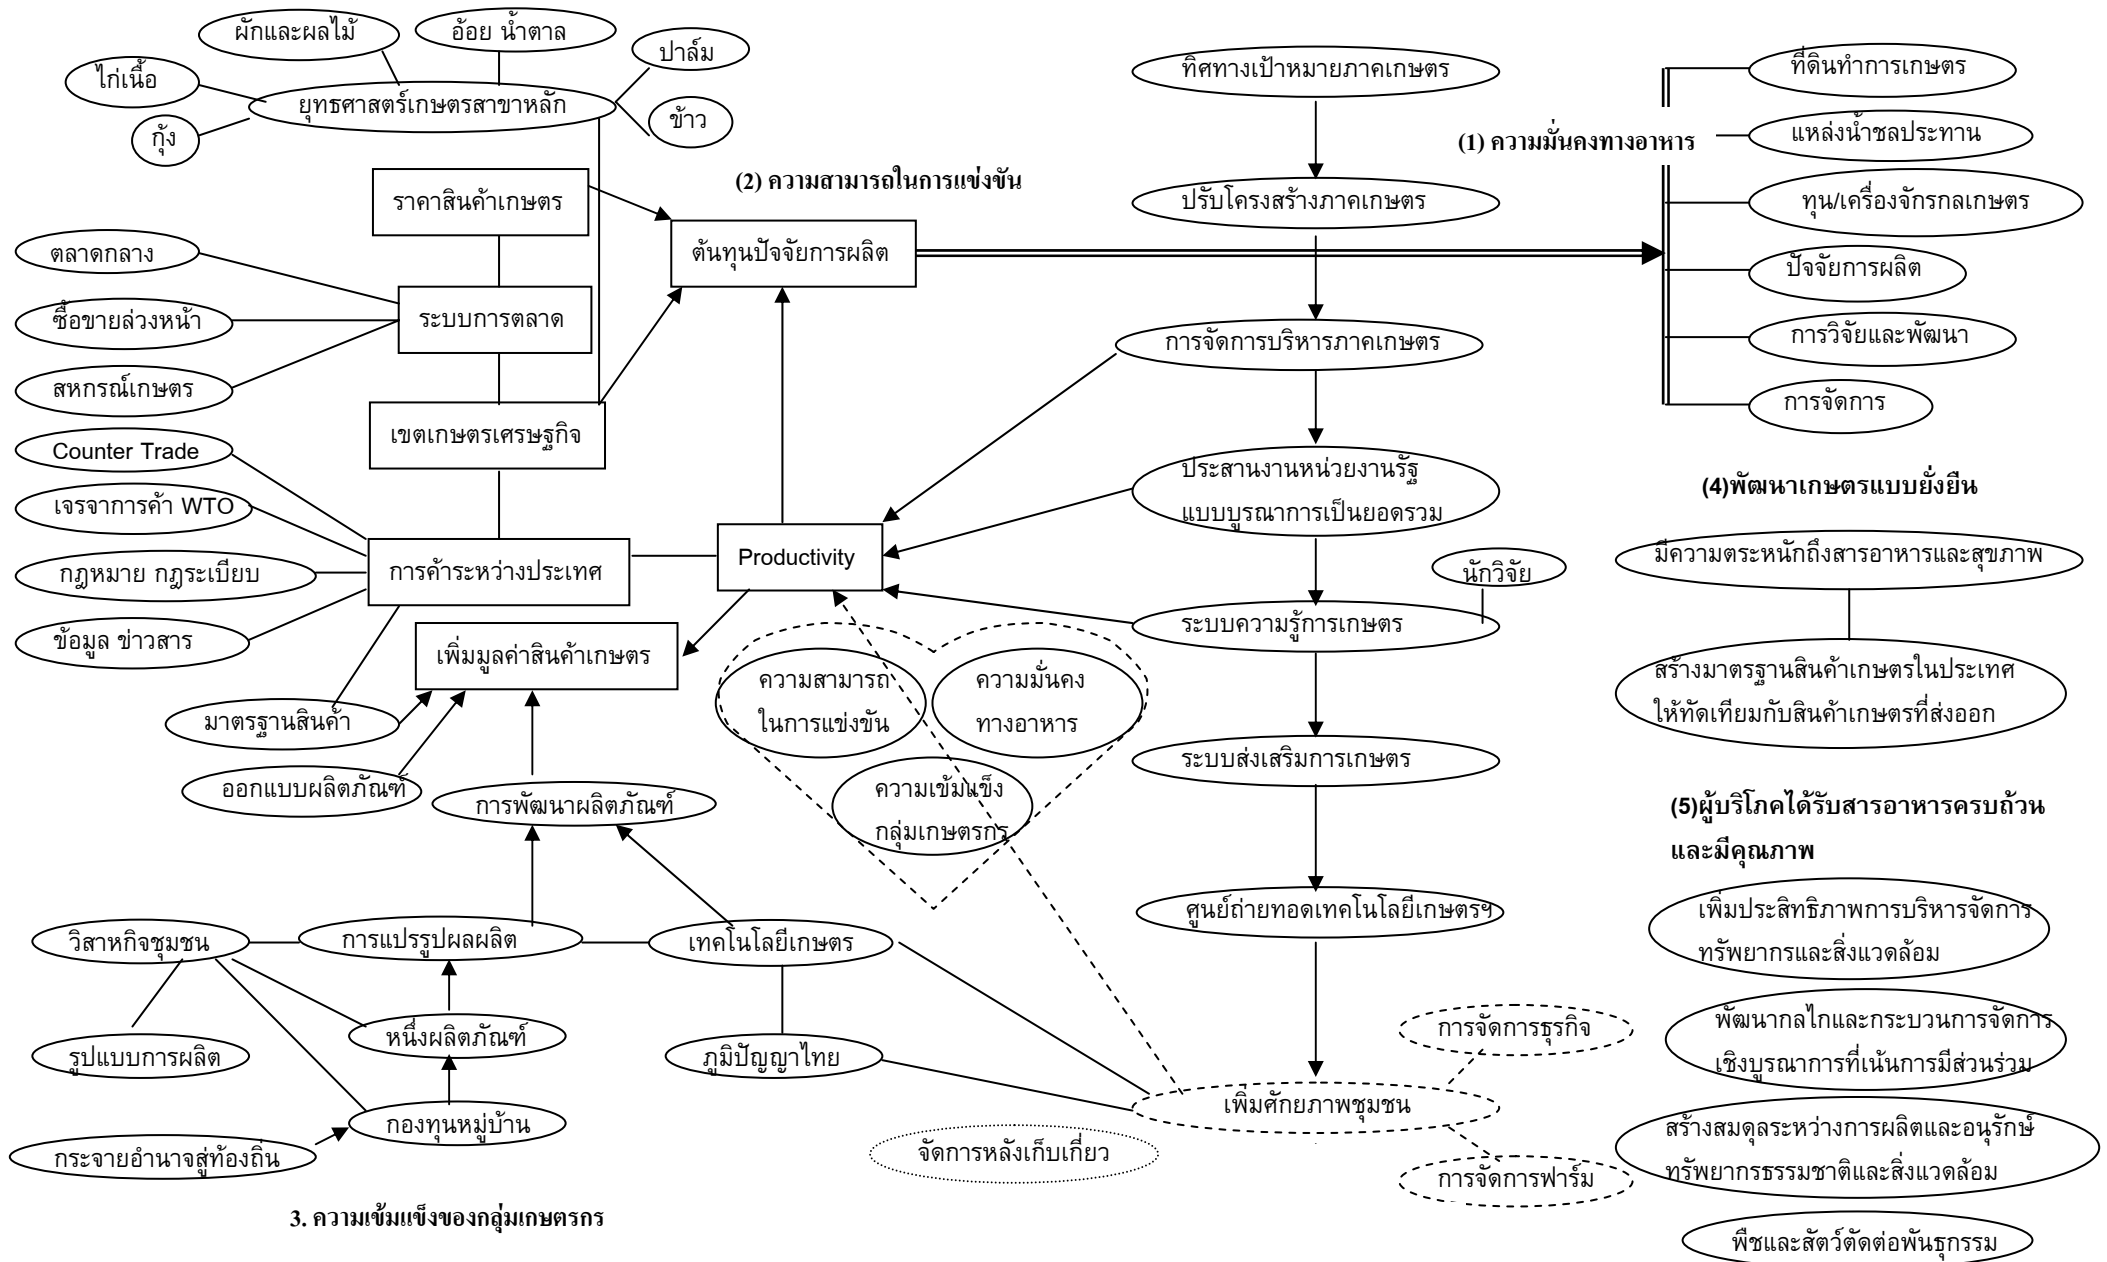 ผักและผลไม้
อ้อย น้ำตาล
ปาล์ม
ไก่เนื้อ
ยุทธศาสตร์เกษตรสาขาหลัก
ข้าว
กุ้ง
ทิศทางเป้าหมายภาคเกษตร
ที่ดินทำการเกษตร
(1) ความมั่นคงทางอาหาร
แหล่งน้ำชลประทาน
(2) ความสามารถในการแข่งขัน
ราคาสินค้าเกษตร
ปรับโครงสร้างภาคเกษตร
ทุน/เครื่องจักรกลเกษตร
ตลาดกลาง
ต้นทุนปัจจัยการผลิต
ปัจจัยการผลิต
ซื้อขายล่วงหน้า
ระบบการตลาด
การจัดการบริหารภาคเกษตร
การวิจัยและพัฒนา
สหกรณ์เกษตร
การจัดการ
เขตเกษตรเศรษฐกิจ
Counter Trade
ประสานงานหน่วยงานรัฐ
แบบบูรณาการเป็นยอดรวม
(4)พัฒนาเกษตรแบบยั่งยืน
เจรจาการค้า WTO
Productivity
มีความตระหนักถึงสารอาหารและสุขภาพ
กฎหมาย กฎระเบียบ
การค้าระหว่างประเทศ
นักวิจัย
ข้อมูล ข่าวสาร
เพิ่มมูลค่าสินค้าเกษตร
ระบบความรู้การเกษตร
ความสามารถ
ในการแข่งขัน
ความมั่นคง
ทางอาหาร
สร้างมาตรฐานสินค้าเกษตรในประเทศ
ให้ทัดเทียมกับสินค้าเกษตรที่ส่งออก
มาตรฐานสินค้า
ระบบส่งเสริมการเกษตร
ออกแบบผลิตภัณฑ์
การพัฒนาผลิตภัณฑ์
ความเข้มแข็ง
กลุ่มเกษตรกร
(5)ผู้บริโภคได้รับสารอาหารครบถ้วน
และมีคุณภาพ
วิสาหกิจชุมชน
การแปรรูปผลผลิต
เทคโนโลยีเกษตร
ศูนย์ถ่ายทอดเทคโนโลยีเกษตรฯ
เพิ่มประสิทธิภาพการบริหารจัดการ
ทรัพยากรและสิ่งแวดล้อม
รูปแบบการผลิต
หนึ่งผลิตภัณฑ์
ภูมิปัญญาไทย
การจัดการธุรกิจ
พัฒนากลไกและกระบวนการจัดการ
เชิงบูรณาการที่เน้นการมีส่วนร่วม
กองทุนหมู่บ้าน
เพิ่มศักยภาพชุมชน
กระจายอำนาจสู่ท้องถิ่น
จัดการหลังเก็บเกี่ยว
การจัดการฟาร์ม
สร้างสมดุลระหว่างการผลิตและอนุรักษ์
ทรัพยากรธรรมชาติและสิ่งแวดล้อม
3. ความเข้มแข็งของกลุ่มเกษตรกร
พืชและสัตว์ตัดต่อพันธุกรรม